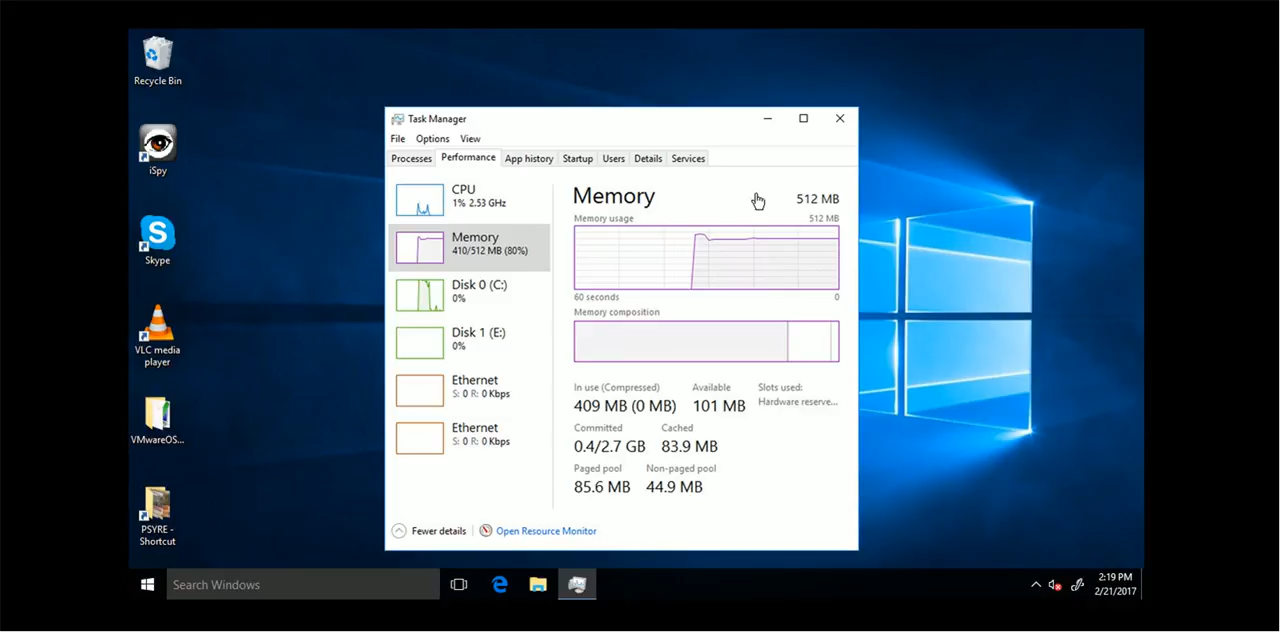 Recycle Bin
iSpy
Skype
VLC media
player
VMwareOS...
PSYRE -
Shortcut
Task Manager
File Options View
Processes Performance App history Startup Users Details Services
CPU
1% 2.53 GHz
Memory
410/512 MB (80%)
Disk 0 (C:)
0%
Disk 1 (E:)
0%
Ethernet
S: 0 R: 0 Kbps
Ethernet
S: 0 R: 0 Kbps
Memory 512 MB
Memory usage 512 MB
60 seconds 0
Memory composition
In use (Compressed) Available Slots used:
409 MB (0 MB) 101 MB Hardware reserve...
Committed Cached
0.4/2.7 GB 83.9 MB
Paged pool Non-paged pool
85.6 MB 44.9 MB
Fewer details Open Resource Monitor
Search Windows
2:19 PM
2/21/2017